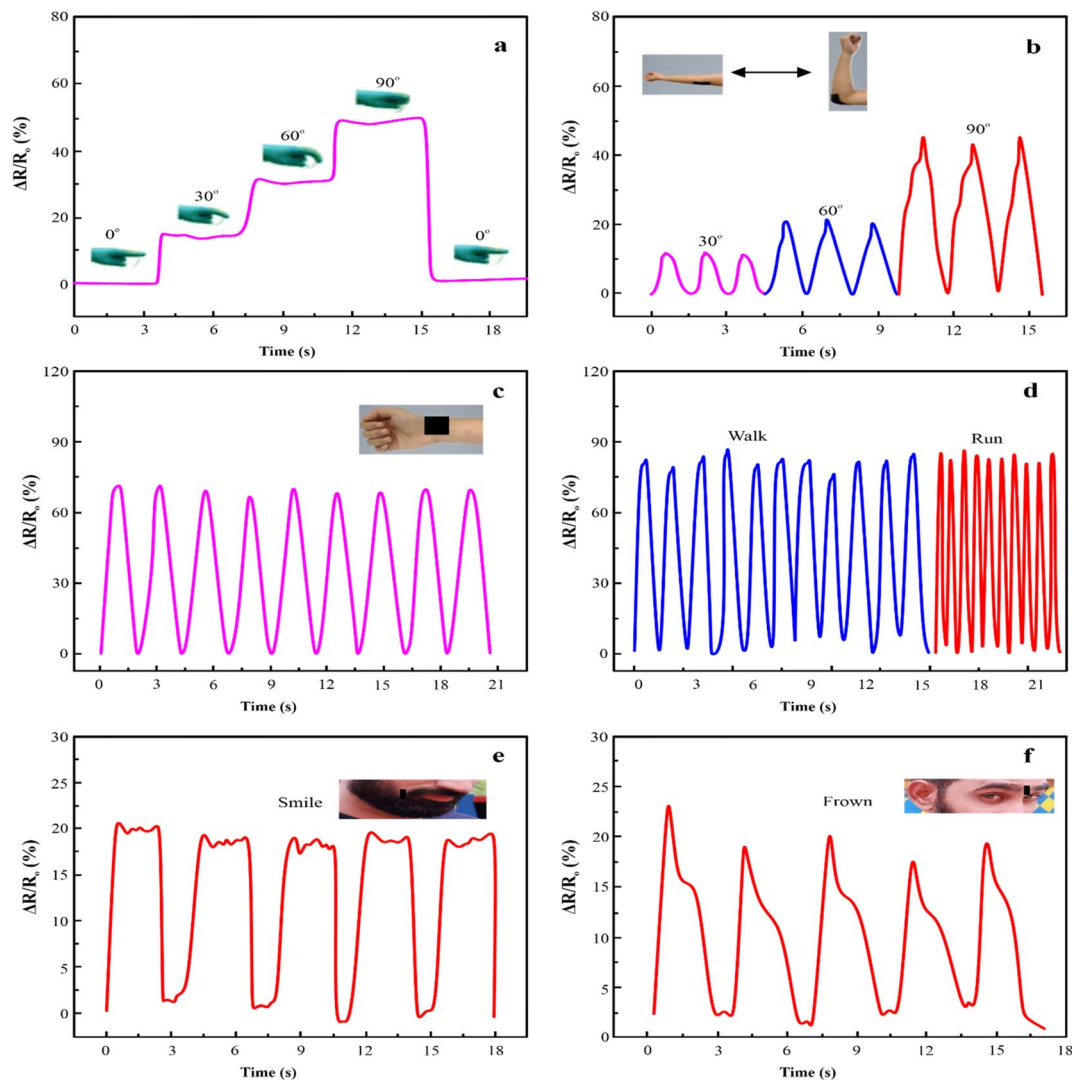 80
60
40
20
0
ΔR/R₀ (%)
a
0°
30°
60°
90°
0°
0 3 6 9 12 15 18
Time (s)
80
60
40
20
0
ΔR/R₀ (%)
b
30°
60°
90°
0 3 6 9 12 15
Time (s)
120
90
60
30
0
ΔR/R₀ (%)
c
0 3 6 9 12 15 18 21
Time (s)
120
90
60
30
0
ΔR/R₀ (%)
d
Walk Run
0 3 6 9 12 15 18 21
Time (s)
30
25
20
15
10
5
0
ΔR/R₀ (%)
e
Smile
0 3 6 9 12 15 18
Time (s)
30
25
20
15
10
5
0
ΔR/R₀ (%)
f
Frown
0 3 6 9 12 15 18
Time (s)